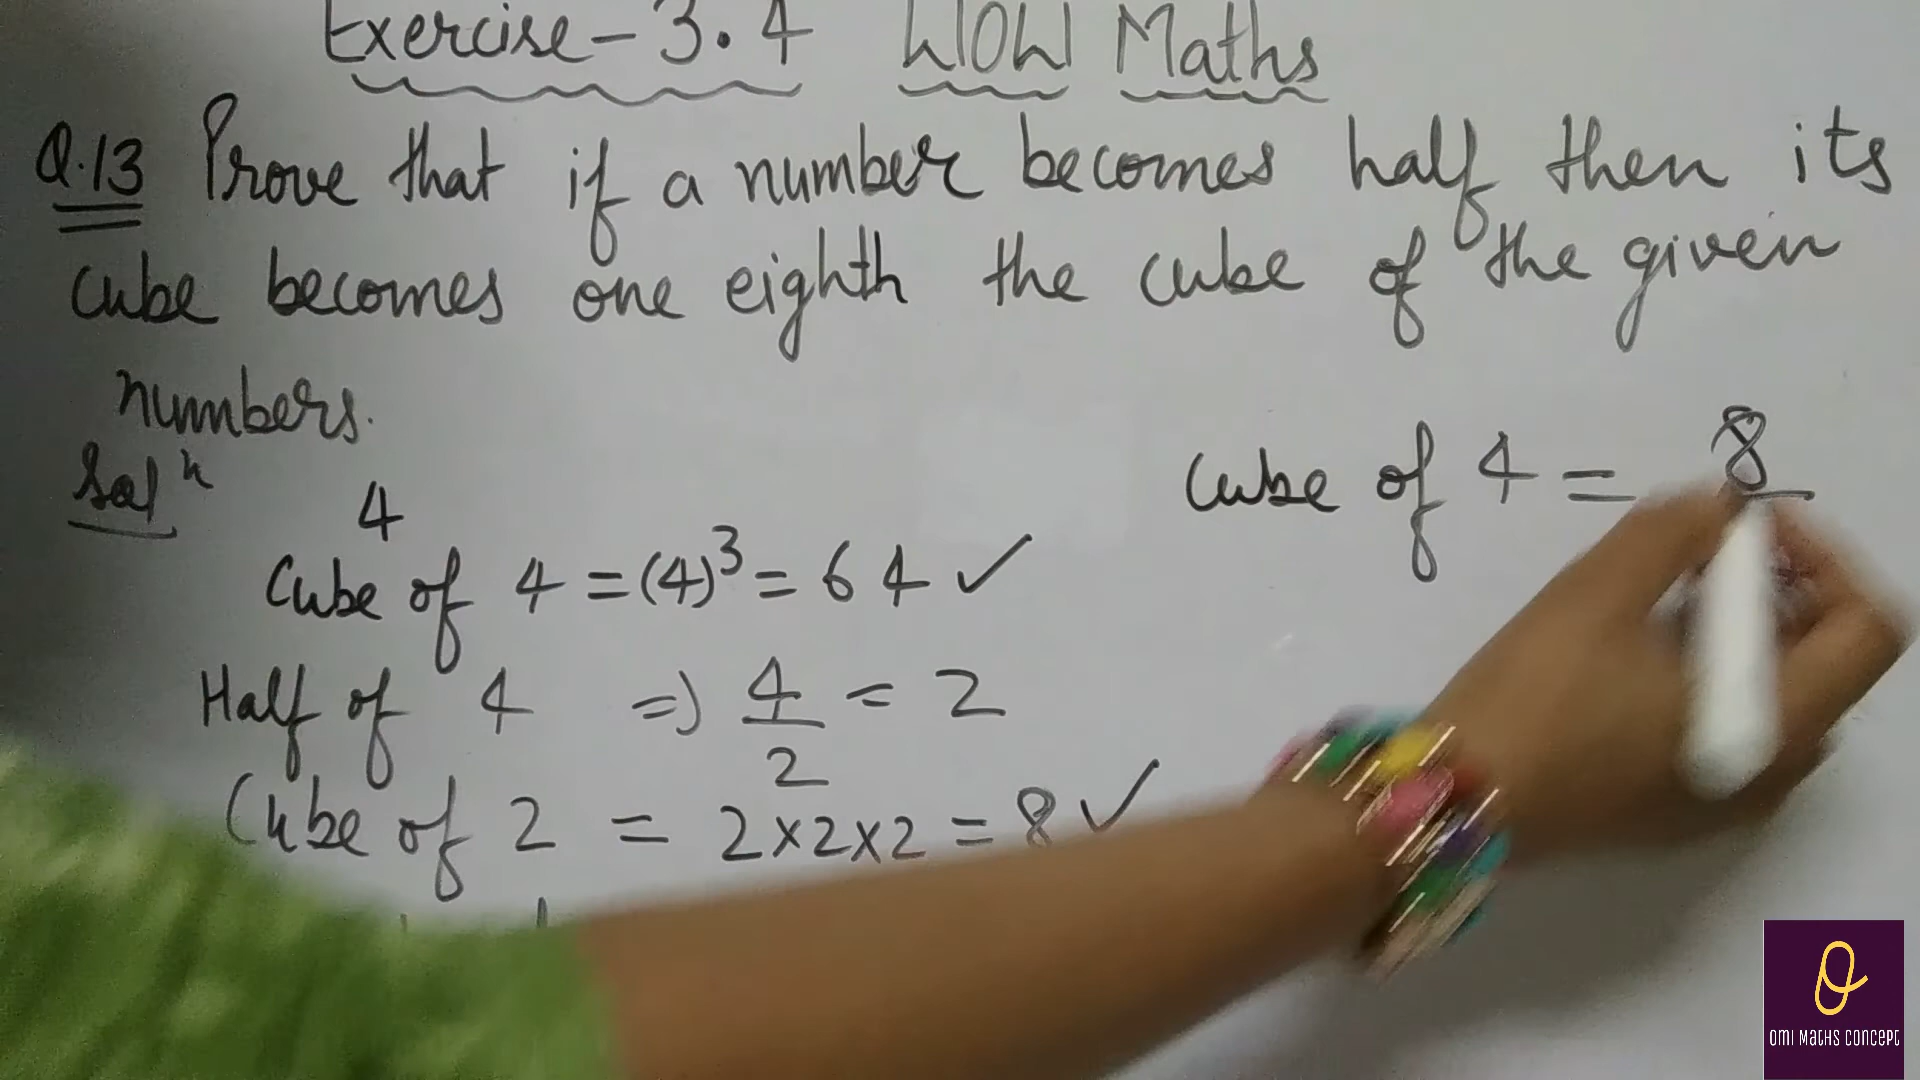 Exercise - 3.4 WOW Maths
Q.13 Prove that if a number becomes half then its
cube becomes one eighth the cube of the given
numbers.
Solⁿ
4
Cube of 4 = (4)³ = 64 ✓
Half of 4 ⇒ 4/2 = 2
Cube of 2 = 2×2×2 = 8 ✓
Cube of 4 = 8
OMI MATHS CONCEPT